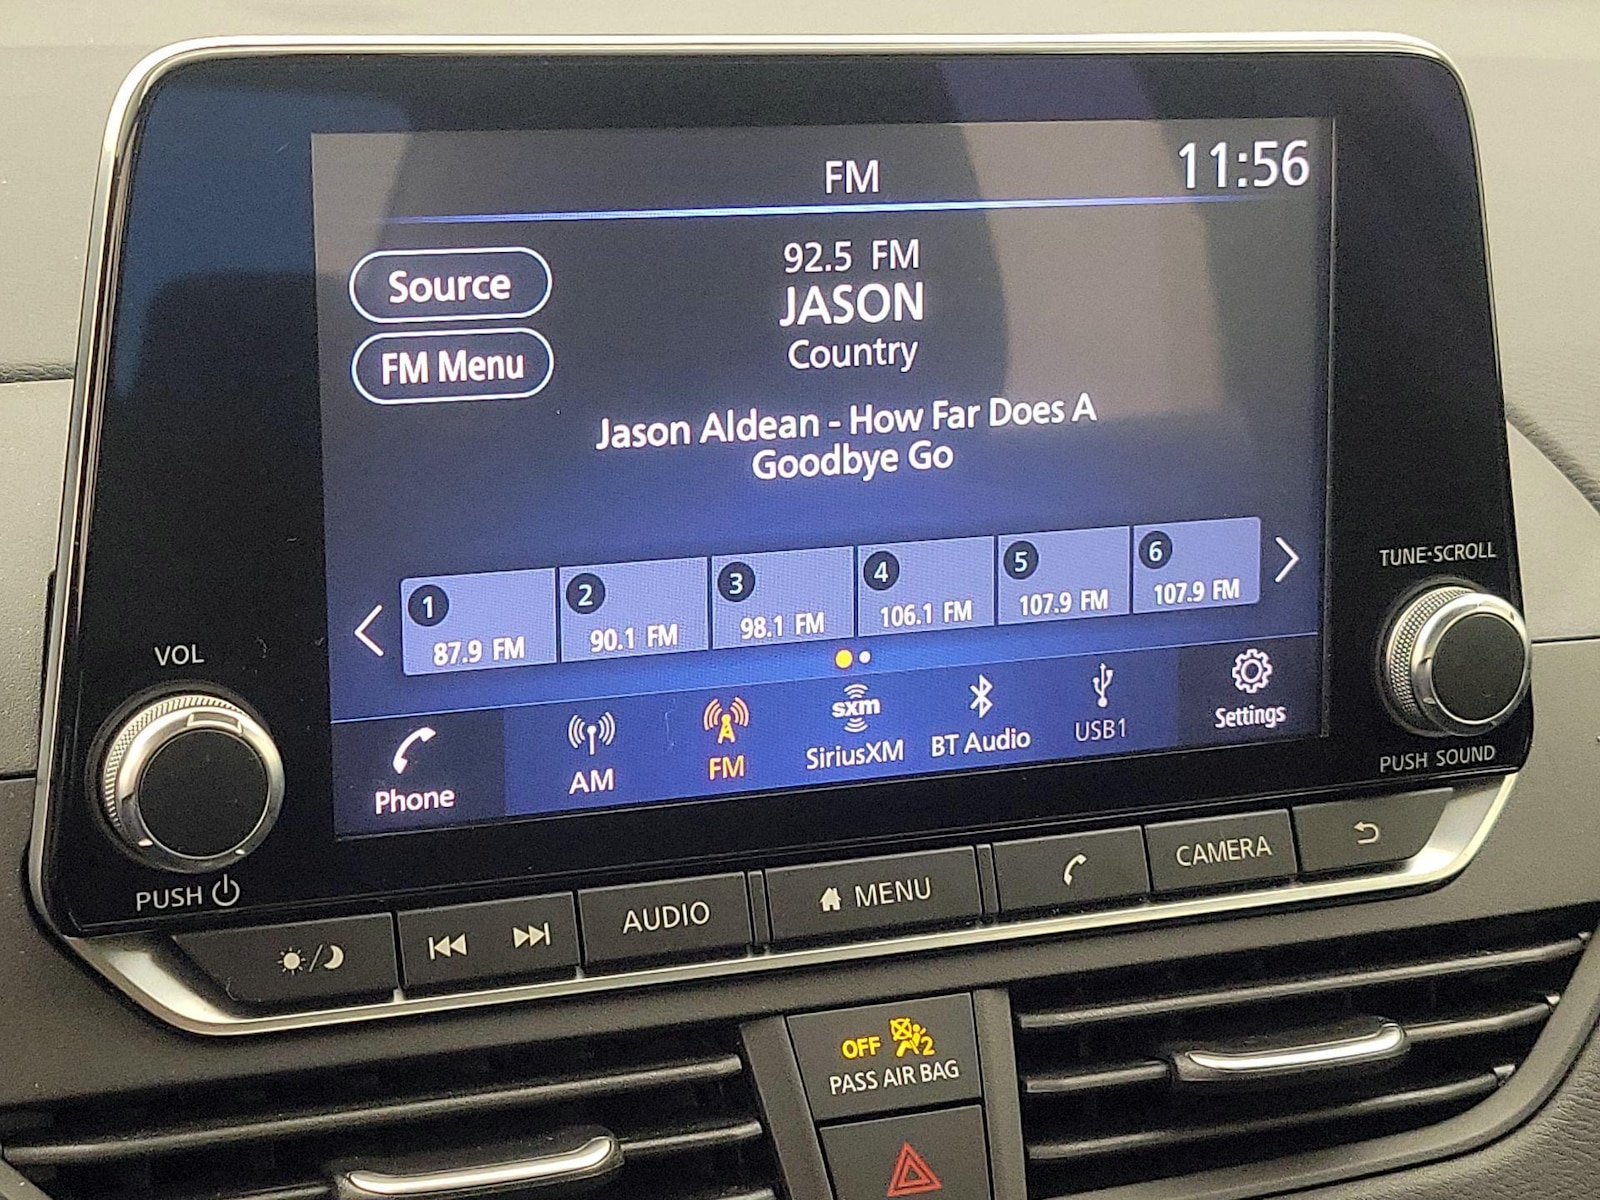 FM
11:56
Source
FM Menu
92.5 FM
JASON
Country
Jason Aldean - How Far Does A
Goodbye Go
1
87.9 FM
2
90.1 FM
3
98.1 FM
4
106.1 FM
5
107.9 FM
6
107.9 FM
Phone
AM
FM
sxm
SiriusXM
BT Audio
USB1
Settings
VOL
PUSH
TUNE·SCROLL
PUSH SOUND
AUDIO
MENU
CAMERA
OFF
2
PASS AIR BAG